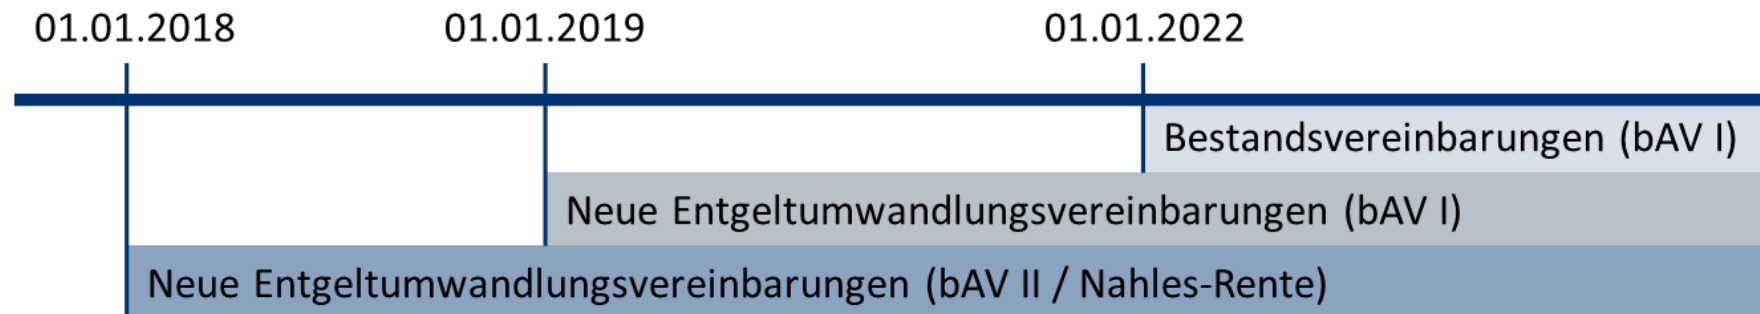 01.01.2018 01.01.2019 01.01.2022
Bestandsvereinbarungen (bAV I)
Neue Entgeltumwandlungsvereinbarungen (bAV I)
Neue Entgeltumwandlungsvereinbarungen (bAV II / Nahles-Rente)